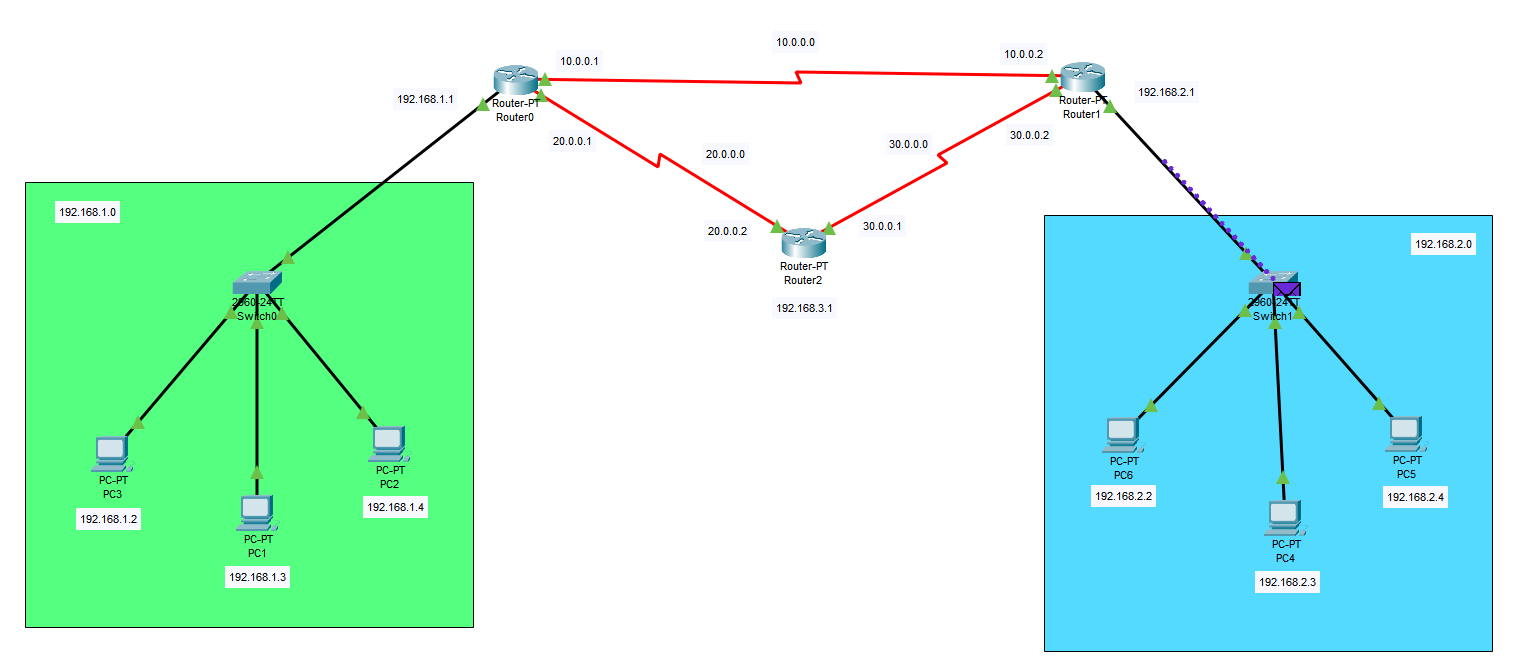 10.0.0.0
10.0.0.1
10.0.0.2
192.168.1.1
Router-PT
Router0
192.168.2.1
Router-PT
Router1
20.0.0.1
20.0.0.0
30.0.0.0
30.0.0.2
20.0.0.2
30.0.0.1
Router-PT
Router2
192.168.3.1
192.168.1.0
2960-24TT
Switch0
PC-PT
PC3
192.168.1.2
PC-PT
PC1
192.168.1.3
PC-PT
PC2
192.168.1.4
192.168.2.0
2960-24TT
Switch1
PC-PT
PC6
192.168.2.2
PC-PT
PC4
192.168.2.3
PC-PT
PC5
192.168.2.4